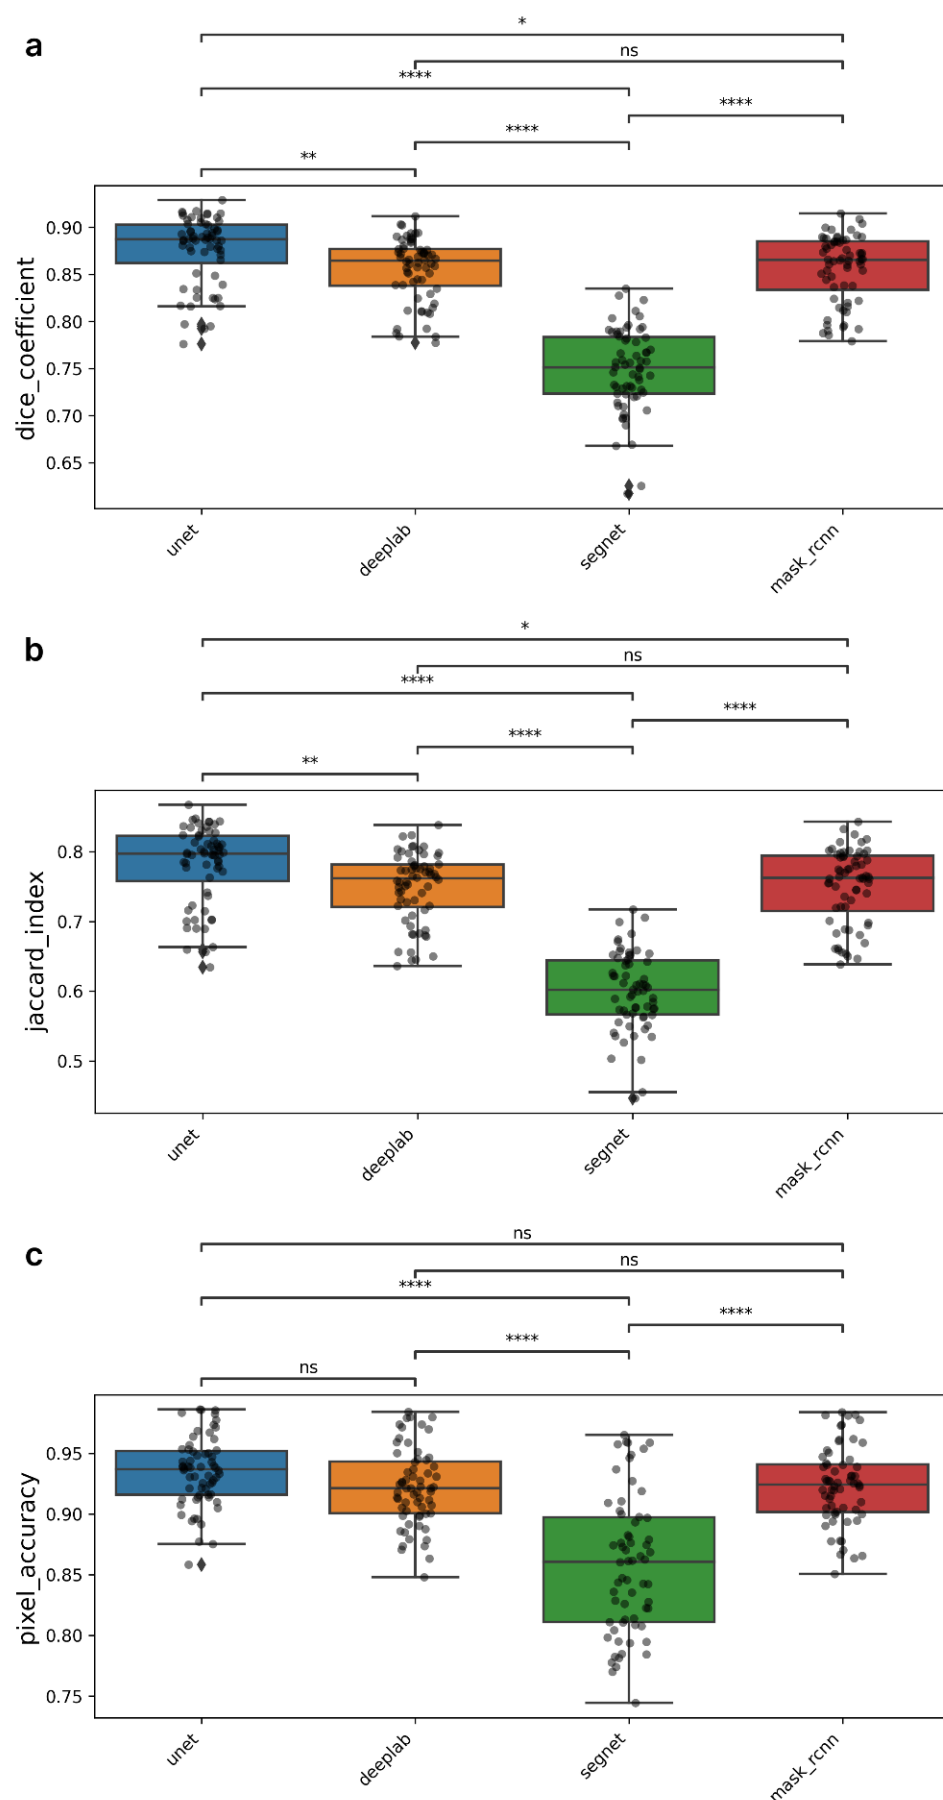 a
*
ns
****
****
****
**
dice_coefficient
0.90
0.85
0.80
0.75
0.70
0.65
unet
deeplab
segnet
mask_rcnn
b
*
ns
****
****
****
**
jaccard_index
0.8
0.7
0.6
0.5
unet
deeplab
segnet
mask_rcnn
c
ns
ns
****
****
****
ns
pixel_accuracy
0.95
0.90
0.85
0.80
0.75
unet
deeplab
segnet
mask_rcnn